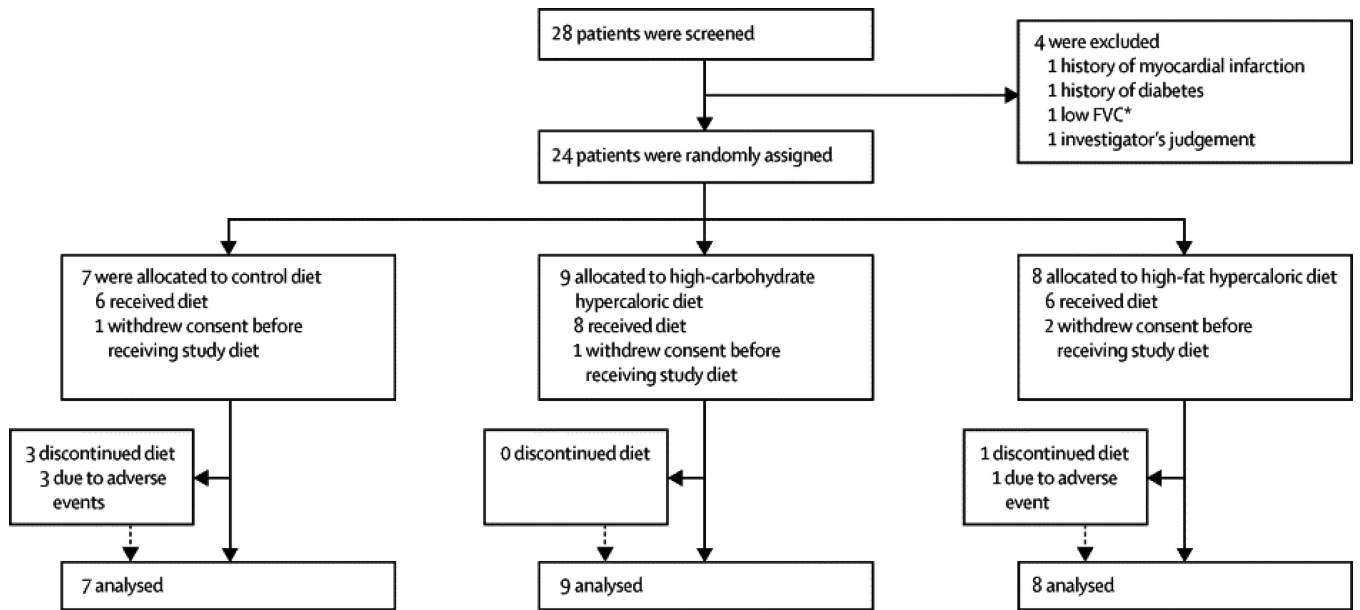 28 patients were screened
4 were excluded
1 history of myocardial infarction
1 history of diabetes
1 low FVC*
1 investigator's judgement
24 patients were randomly assigned
7 were allocated to control diet
6 received diet
1 withdrew consent before
receiving study diet
9 allocated to high-carbohydrate
hypercaloric diet
8 received diet
1 withdrew consent before
receiving study diet
8 allocated to high-fat hypercaloric diet
6 received diet
2 withdrew consent before
receiving study diet
3 discontinued diet
3 due to adverse
events
0 discontinued diet
1 discontinued diet
1 due to adverse
event
7 analysed
9 analysed
8 analysed